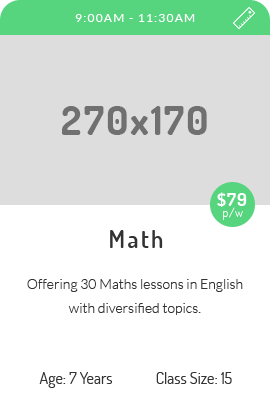 9:00AM - 11:30AM
270x170
$79
p/w
Math
Offering 30 Maths lessons in English
with diversified topics.
Age: 7 Years Class Size: 15